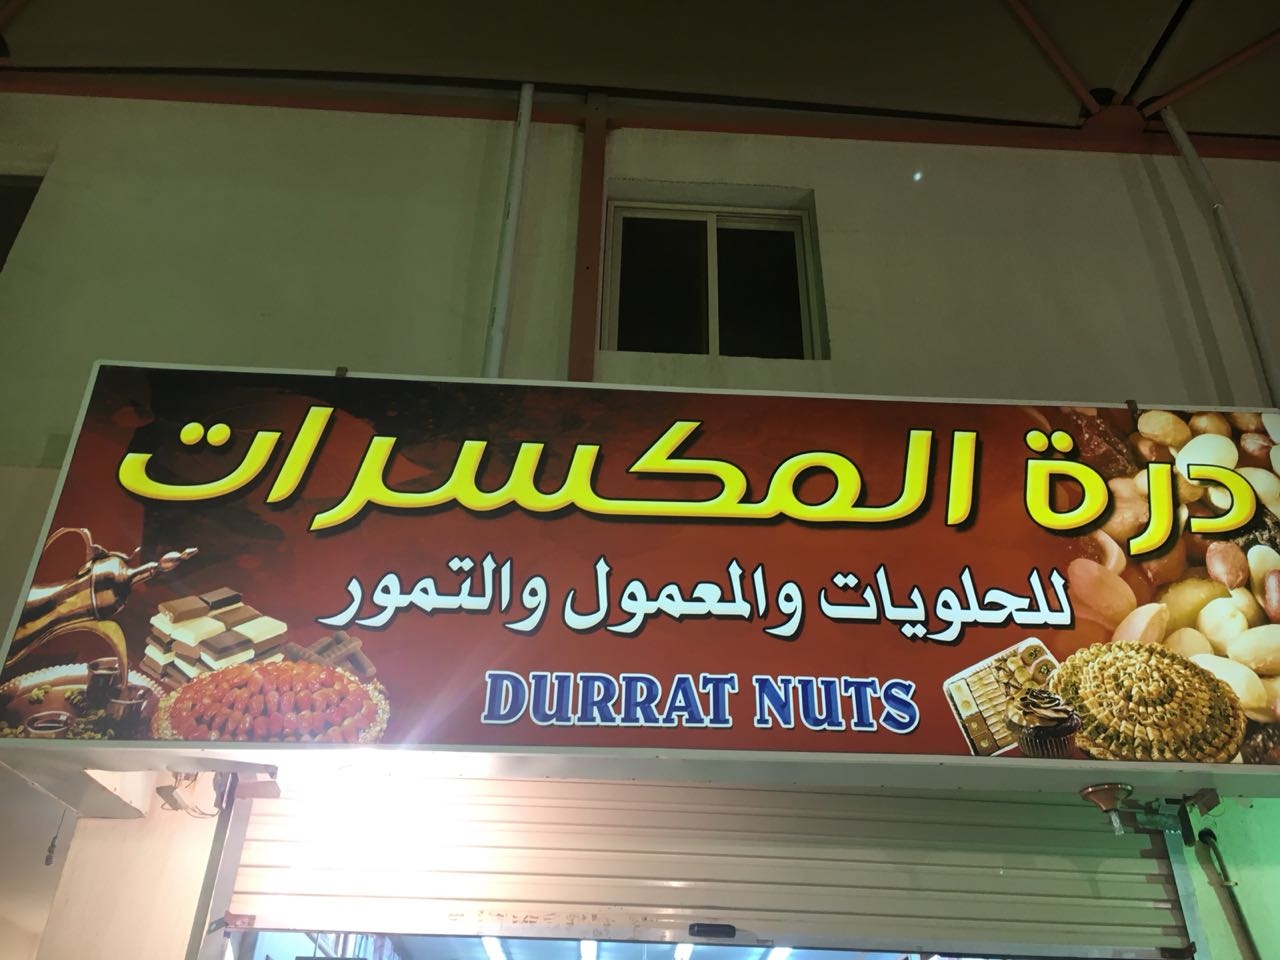 درة المكسرات
للحلويات والمعمول والتمور
DURRAT NUTS